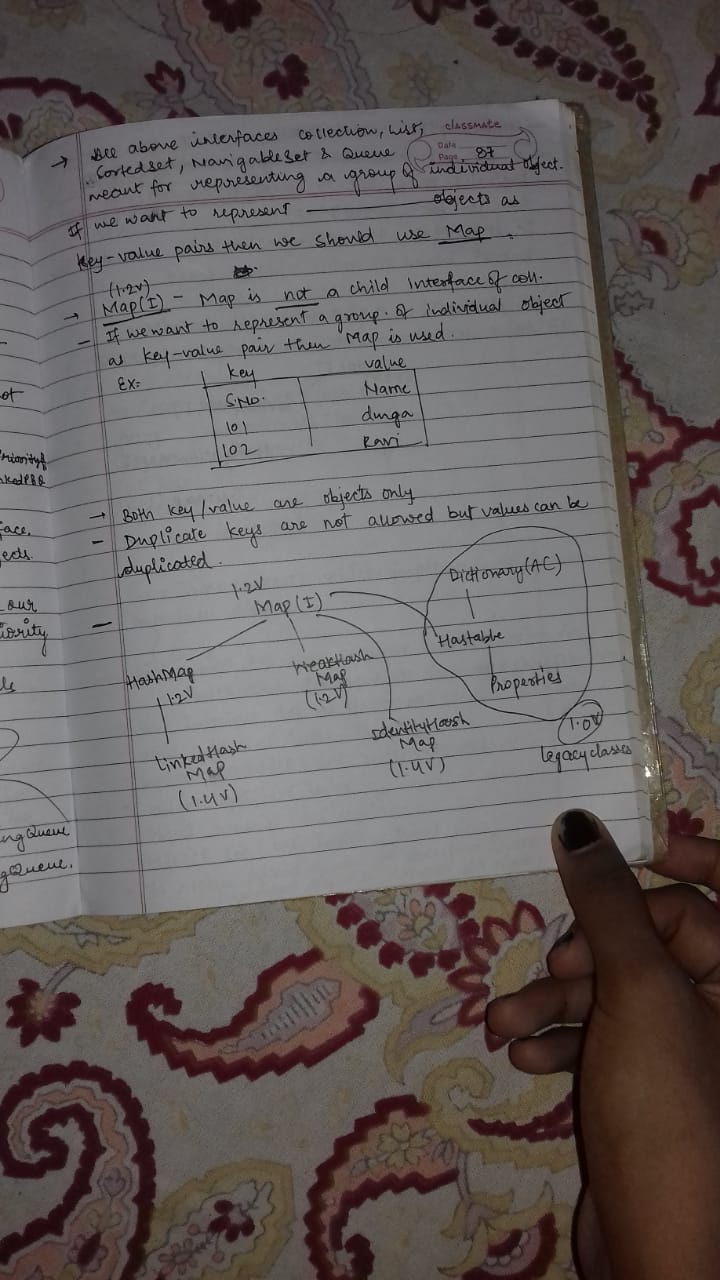 classmate
Date
Page 87
→ All above interfaces collection, List,
Sortedset, Navigableset & Queue
meant for representing a group of individual object.
If we want to represent ———— objects as
key-value pairs then we should use Map.
(1.2v)
→ Map(I) - Map is not a child interface of coll.
- If we want to represent a group of individual object
as key-value pair then Map is used.
Ex= Key value
S.No. Name
101 durga
102 Ravi
→ Both key/value are objects only
- Duplicate keys are not allowed but values can be
duplicated.
1.2V
- Map(I)
Dictionary(AC)
Hastable
Properties
1.0V
legacy classes
HashMap
1.2V
WeakHash
Map
(1.2V)
LinkedHash
Map
(1.4V)
IdentityHash
Map
(1.4V)
ot
face.
ects.
our
iority
ls
ngQueue
gQueue.